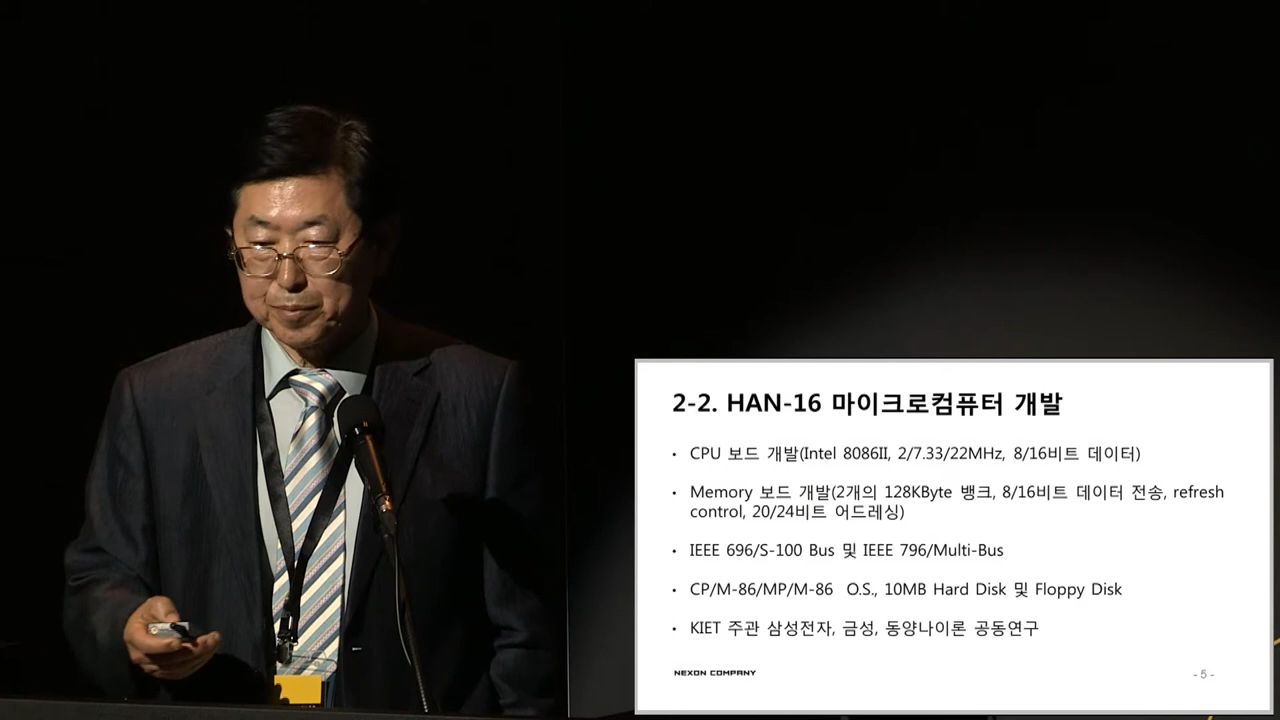 2-2. HAN-16 마이크로컴퓨터 개발
• CPU 보드 개발(Intel 8086II, 2/7.33/22MHz, 8/16비트 데이터)
• Memory 보드 개발(2개의 128KByte 뱅크, 8/16비트 데이터 전송, refresh
control, 20/24비트 어드레싱)
• IEEE 696/S-100 Bus 및 IEEE 796/Multi-Bus
• CP/M-86/MP/M-86 O.S., 10MB Hard Disk 및 Floppy Disk
• KIET 주관 삼성전자, 금성, 동양나이론 공동연구
NEXON COMPANY
- 5 -